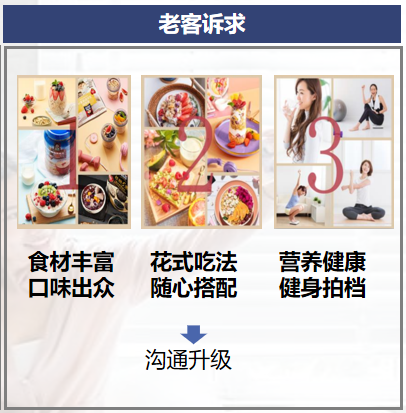 老客诉求
1
2
3
食材丰富
口味出众
花式吃法
随心搭配
营养健康
健身拍档
沟通升级